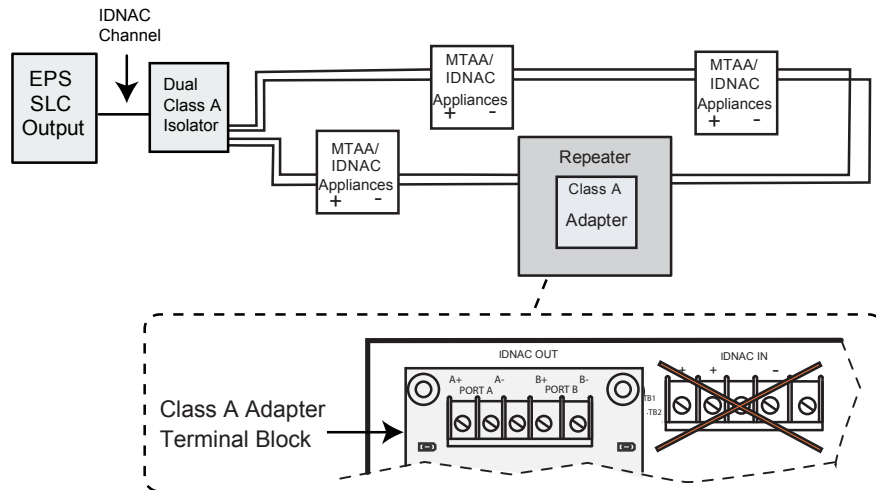 IDNAC
Channel
EPS
SLC
Output
Dual
Class A
Isolator
MTAA/
IDNAC
Appliances
+ -
MTAA/
IDNAC
Appliances
+ -
MTAA/
IDNAC
Appliances
+ -
Repeater
Class A
Adapter
IDNAC OUT
A+ A- B+ B-
PORT A PORT B
IDNAC IN
+ + -
TB1
-TB2
Class A Adapter
Terminal Block